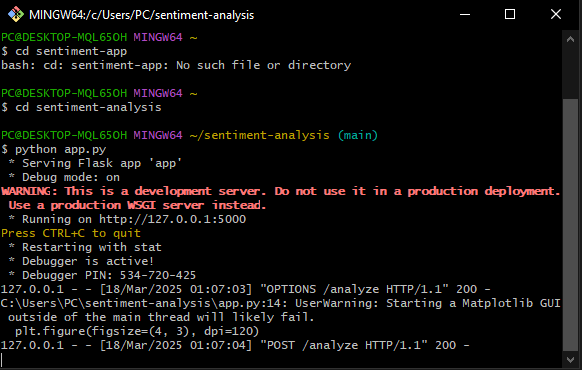 MINGW64:/c/Users/PC/sentiment-analysis
PC@DESKTOP-MQL65OH MINGW64 ~
$ cd sentiment-app
bash: cd: sentiment-app: No such file or directory
PC@DESKTOP-MQL65OH MINGW64 ~
$ cd sentiment-analysis
PC@DESKTOP-MQL65OH MINGW64 ~/sentiment-analysis (main)
$ python app.py
 * Serving Flask app 'app'
 * Debug mode: on
WARNING: This is a development server. Do not use it in a production deployment.
 Use a production WSGI server instead.
 * Running on http://127.0.0.1:5000
Press CTRL+C to quit
 * Restarting with stat
 * Debugger is active!
 * Debugger PIN: 534-720-425
127.0.0.1 - - [18/Mar/2025 01:07:03] "OPTIONS /analyze HTTP/1.1" 200 -
C:\Users\PC\sentiment-analysis\app.py:14: UserWarning: Starting a Matplotlib GUI
 outside of the main thread will likely fail.
  plt.figure(figsize=(4, 3), dpi=120)
127.0.0.1 - - [18/Mar/2025 01:07:04] "POST /analyze HTTP/1.1" 200 -